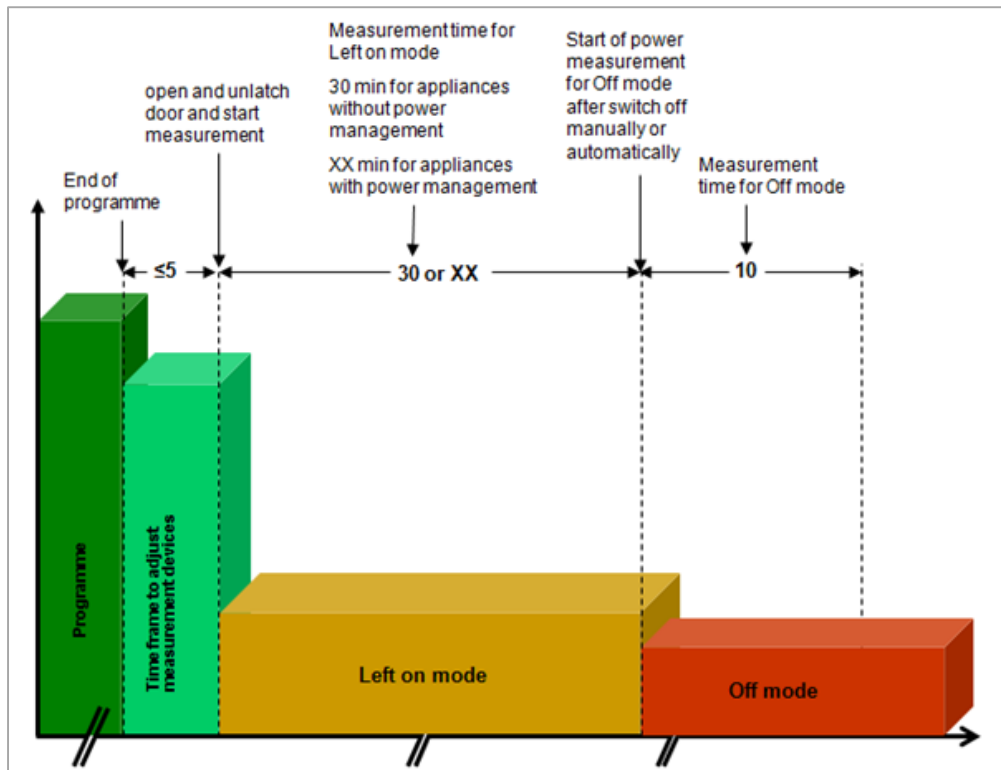 End of
programme
open and unlatch
door and start
measurement
Measurement time for
Left on mode
30 min for appliances
without power
management
XX min for appliances
with power management
Start of power
measurement
for Off mode
after switch off
manually or
automatically
Measurement
time for Off mode
≤5
30 or XX
10
Programme
Time frame to adjust
measurement devices
Left on mode
Off mode